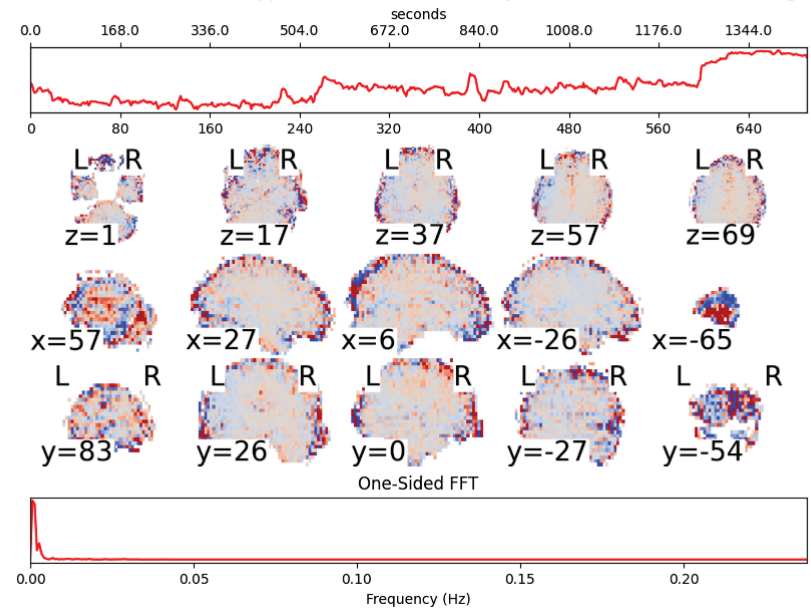 seconds
0.0 168.0 336.0 504.0 672.0 840.0 1008.0 1176.0 1344.0
0 80 160 240 320 400 480 560 640
L R L R L R L R L R
z=1 z=17 z=37 z=57 z=69
x=57 x=27 x=6 x=-26 x=-65
L R L R L R L R L R
y=83 y=26 y=0 y=-27 y=-54
One-Sided FFT
0.00 0.05 0.10 0.15 0.20
Frequency (Hz)